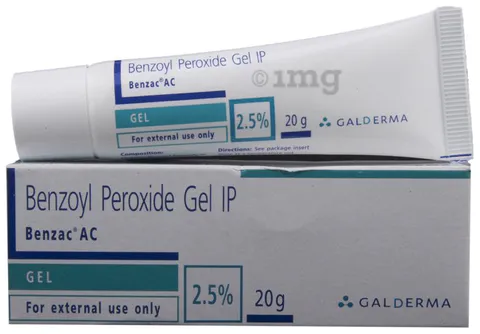 Benzoyl Peroxide Gel IP
Benzac® AC
GEL
For external use only
2.5%
20 g
GALDERMA
Composition:
Directions: See package insert
©1mg
Benzoyl Peroxide Gel IP
Benzac® AC
GEL
For external use only
2.5%
20g
GALDERMA